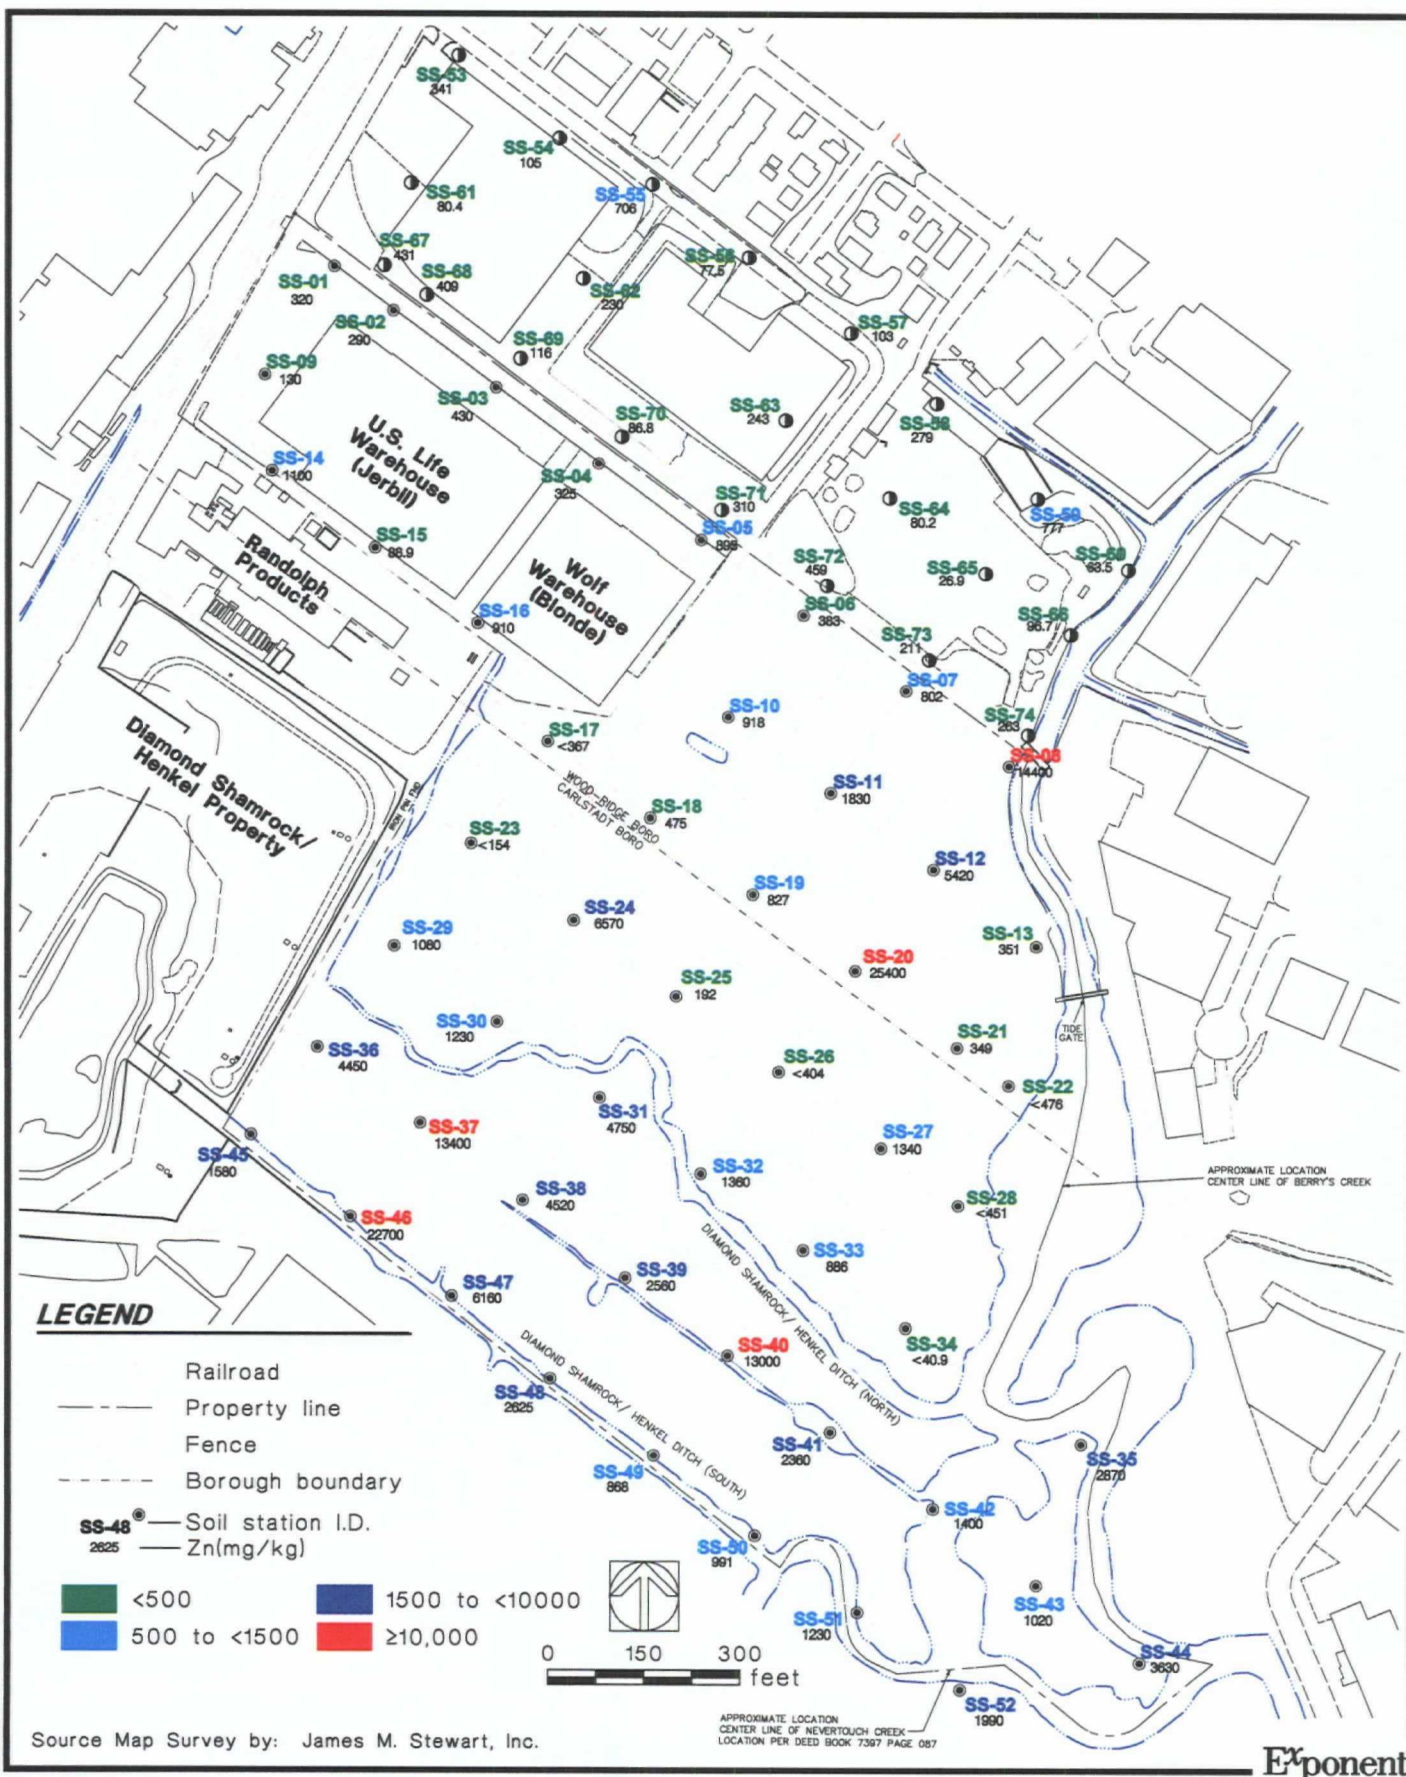 SS-53
341
SS-54
105
SS-61
80.4
SS-55
706
SS-67
431
SS-68
409
SS-01
320
SS-56
77.5
SS-62
230
SS-02
290
SS-57
103
SS-69
116
SS-09
130
SS-03
430
SS-63
243
SS-70
86.8
SS-58
279
U.S. Life
Warehouse
(Jerbil)
SS-14
1100
SS-04
325
SS-71
310
SS-64
80.2
SS-59
777
SS-05
895
SS-15
88.9
Randolph
Products
SS-72
459
SS-65
26.9
SS-60
63.5
Wolf
Warehouse
(Blonde)
SS-06
383
SS-16
910
SS-66
96.7
SS-73
211
SS-07
802
SS-10
918
SS-74
263
SS-17
<367
Diamond Shamrock/
Henkel Property
SS-08
14400
WOOD-RIDGE BORO
CARLSTADT BORO
SS-11
1830
SS-18
475
SS-23
<154
SS-12
5420
SS-19
827
SS-24
6570
SS-29
1080
SS-13
351
SS-20
25400
SS-25
192
SS-30
1230
TIDE
GATE
SS-21
349
SS-36
4450
SS-26
<404
SS-22
<476
SS-31
4750
SS-37
13400
SS-27
1340
SS-45
1580
SS-32
1360
APPROXIMATE LOCATION
CENTER LINE OF BERRY'S CREEK
SS-38
4520
SS-28
<451
SS-46
22700
DIAMOND SHAMROCK/ HENKEL DITCH (NORTH)
SS-33
886
SS-39
2560
SS-47
6160
SS-34
<40.9
SS-40
13000
DIAMOND SHAMROCK/ HENKEL DITCH (SOUTH)
SS-48
2625
SS-41
2360
SS-35
2870
SS-49
868
SS-42
1400
SS-50
991
SS-43
1020
SS-51
1230
SS-44
3630
SS-52
1990
LEGEND
Railroad
Property line
Fence
Borough boundary
SS-48 Soil station I.D.
2625 Zn(mg/kg)
<500
1500 to <10000
500 to <1500
≥10,000
0 150 300
feet
APPROXIMATE LOCATION
CENTER LINE OF NEVERTOUCH CREEK
LOCATION PER DEED BOOK 7397 PAGE 087
Source Map Survey by: James M. Stewart, Inc.
Exponent